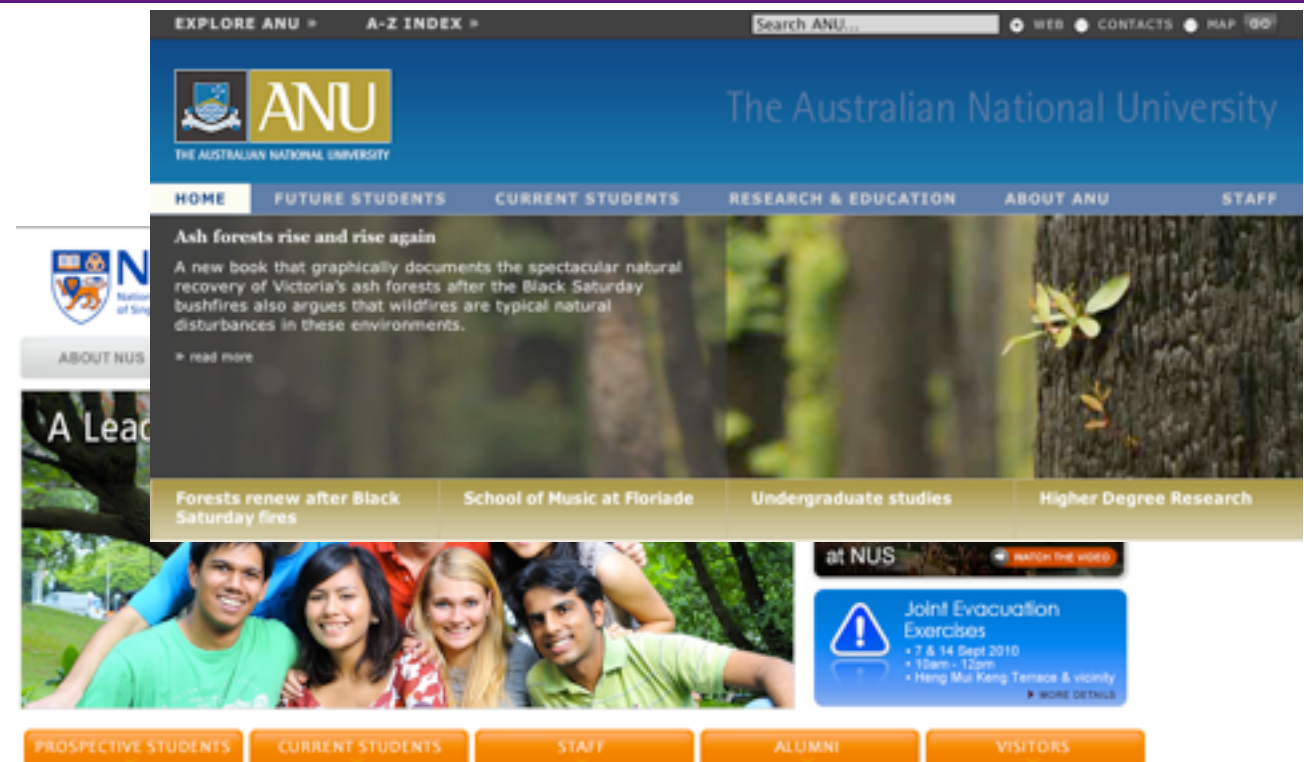 EXPLORE ANU »
A-Z INDEX »
Search ANU...
WEB
CONTACTS
MAP
GO
ANU
THE AUSTRALIAN NATIONAL UNIVERSITY
The Australian National University
HOME
FUTURE STUDENTS
CURRENT STUDENTS
RESEARCH & EDUCATION
ABOUT ANU
STAFF
Ash forests rise and rise again
A new book that graphically documents the spectacular natural
recovery of Victoria's ash forests after the Black Saturday
bushfires also argues that wildfires are typical natural
disturbances in these environments.
» read more
Forests renew after Black
Saturday fires
School of Music at Floriade
Undergraduate studies
Higher Degree Research
N
of Sing
ABOUT NUS
A Leac
at NUS
WATCH THE VIDEO
Joint Evacuation
Exercises
• 7 & 14 Sept 2010
• 10am - 12pm
• Heng Mui Keng Terrace & vicinity
MORE DETAILS
PROSPECTIVE STUDENTS
CURRENT STUDENTS
STAFF
ALUMNI
VISITORS